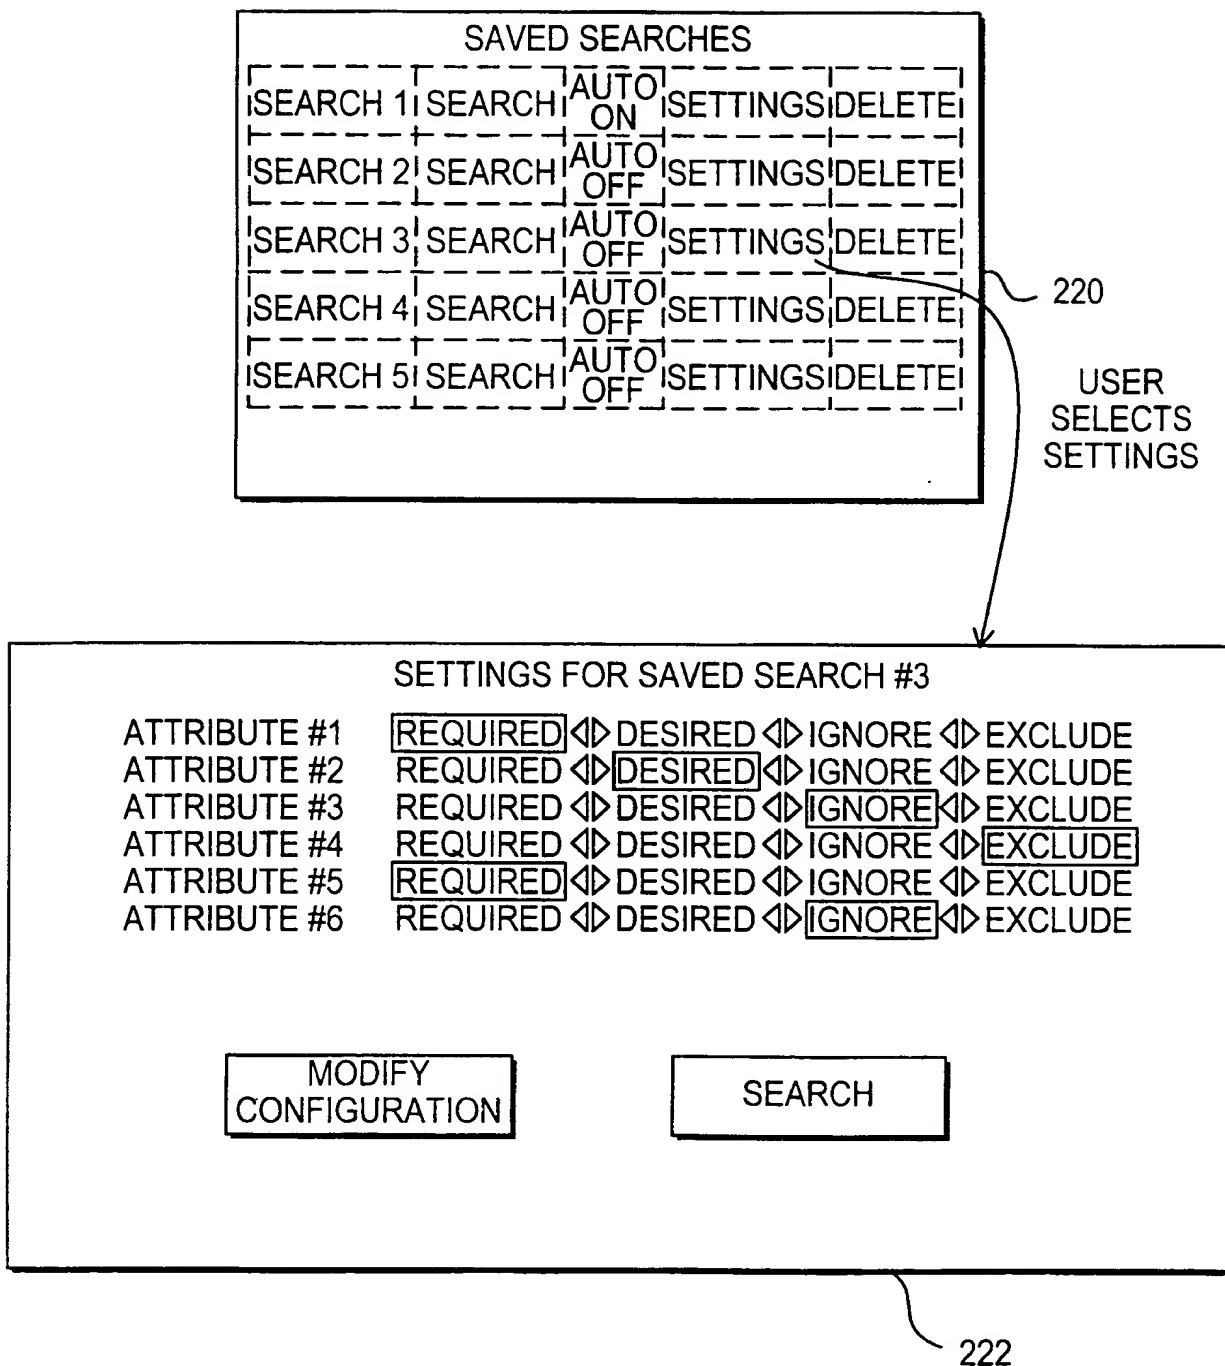 SAVED SEARCHES
SEARCH 1 SEARCH AUTO ON SETTINGS DELETE
SEARCH 2 SEARCH AUTO OFF SETTINGS DELETE
SEARCH 3 SEARCH AUTO OFF SETTINGS DELETE
SEARCH 4 SEARCH AUTO OFF SETTINGS DELETE
SEARCH 5 SEARCH AUTO OFF SETTINGS DELETE
220
USER
SELECTS
SETTINGS
SETTINGS FOR SAVED SEARCH #3
ATTRIBUTE #1 REQUIRED DESIRED IGNORE EXCLUDE
ATTRIBUTE #2 REQUIRED DESIRED IGNORE EXCLUDE
ATTRIBUTE #3 REQUIRED DESIRED IGNORE EXCLUDE
ATTRIBUTE #4 REQUIRED DESIRED IGNORE EXCLUDE
ATTRIBUTE #5 REQUIRED DESIRED IGNORE EXCLUDE
ATTRIBUTE #6 REQUIRED DESIRED IGNORE EXCLUDE
MODIFY
CONFIGURATION
SEARCH
222